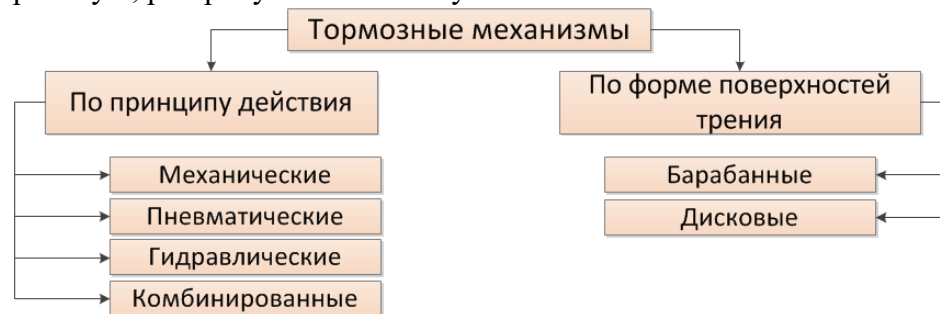 Тормозные механизмы
По принципу действия
По форме поверхностей
трения
Механические
Пневматические
Гидравлические
Комбинированные
Барабанные
Дисковые